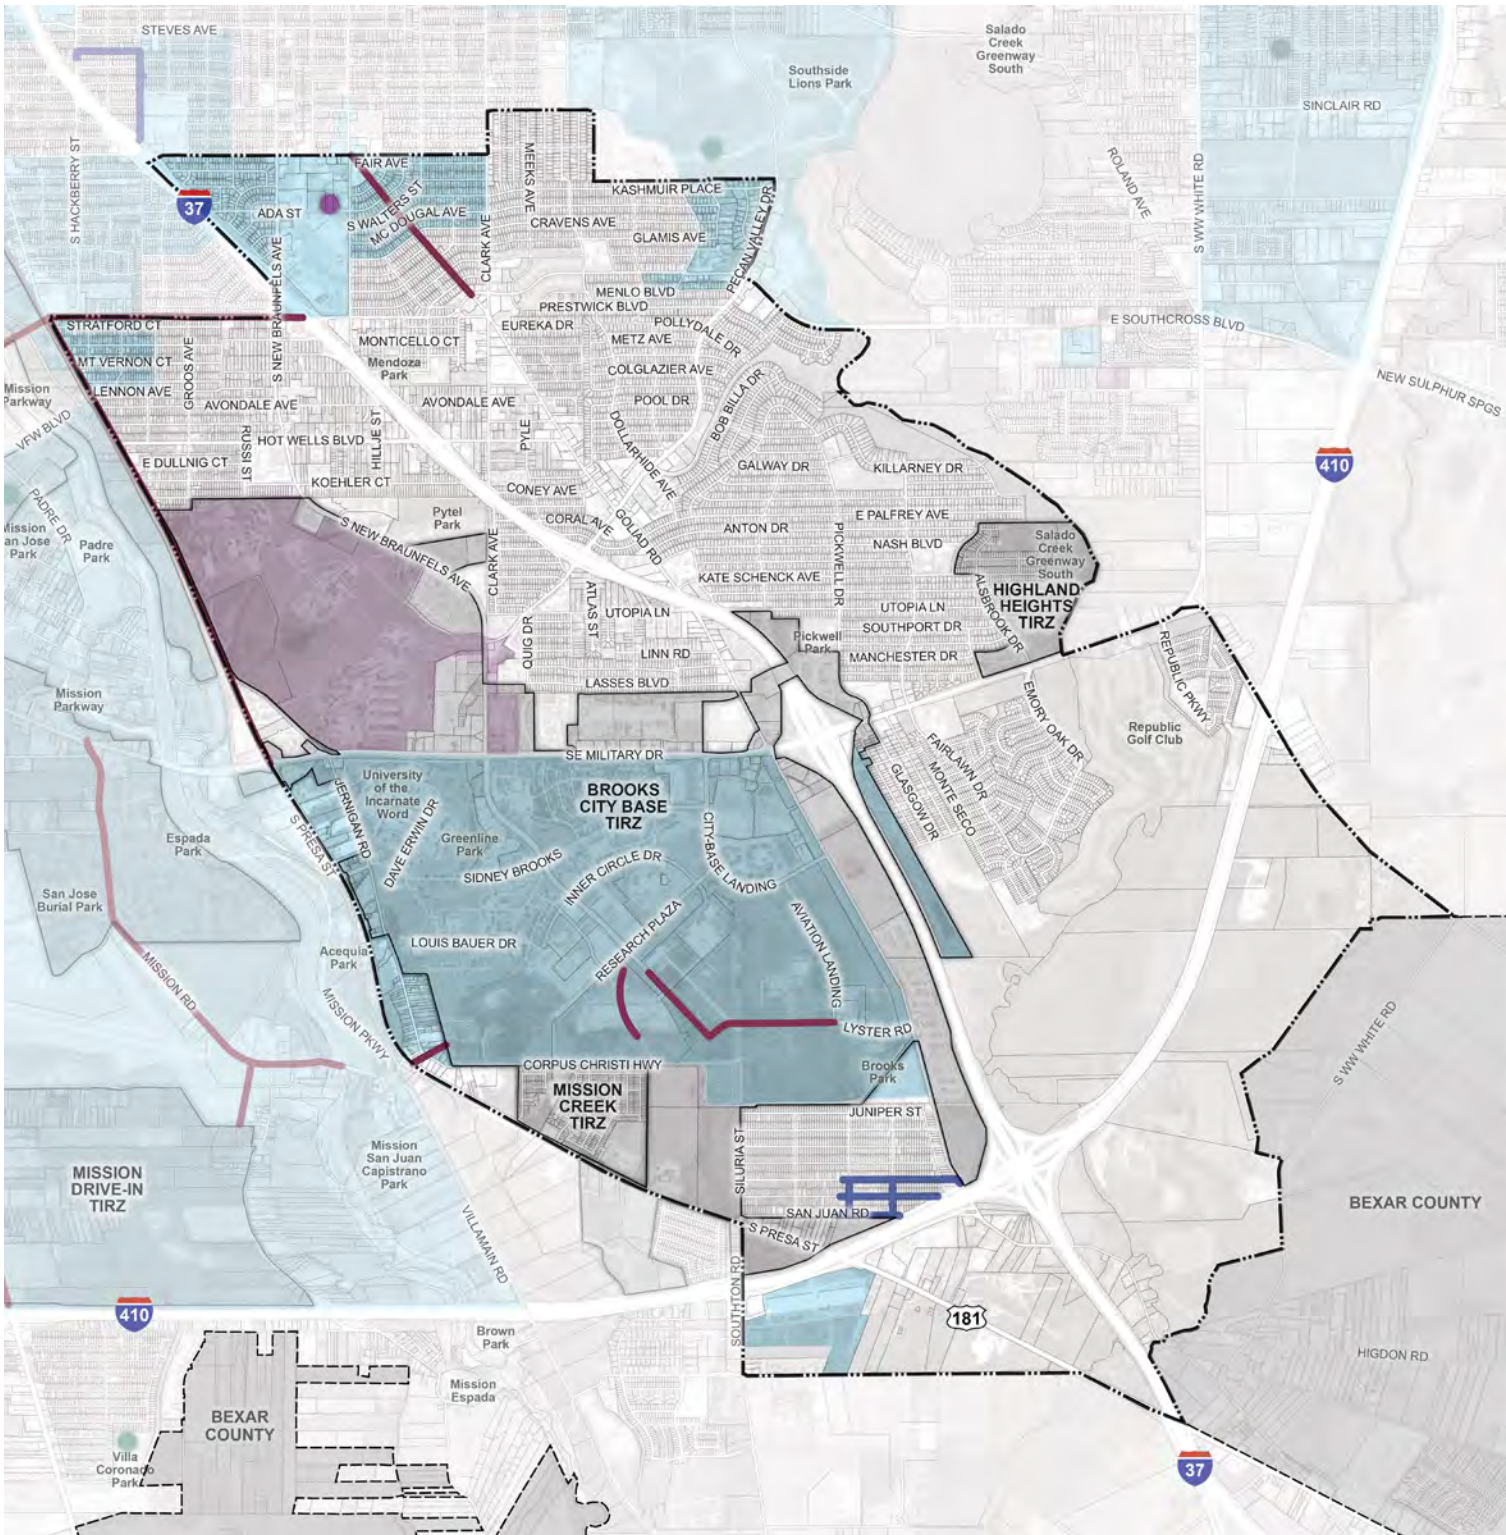 STEVES AVE
Salado
Creek
Greenway
South
Southside
Lions Park
SINCLAIR RD
S HACKBERRY ST
FAIR AVE
MEEKS AVE
ROLAND AVE
S WW WHITE RD
KASHMUIR PLACE
37
ADA ST
S WALTERS ST
MC DOUGAL AVE
CRAVENS AVE
GLAMIS AVE
PECAN VALLEY DR
CLARK AVE
S NEW BRAUNFELS AVE
MENLO BLVD
PRESTWICK BLVD
STRATFORD CT
EUREKA DR
POLLYDALE DR
E SOUTHCROSS BLVD
MONTICELLO CT
METZ AVE
MT VERNON CT
GROOS AVE
Mendoza
Park
COLGLAZIER AVE
NEW SULPHUR SPGS
Mission
Parkway
LENNON AVE
AVONDALE AVE
AVONDALE AVE
POOL DR
BOB BILLA DR
VFW BLVD
RUSSI ST
HOT WELLS BLVD
HILLJE ST
PYLE
DOLLARHIDE AVE
410
E DULLNIG CT
KOEHLER CT
GALWAY DR
KILLARNEY DR
CONEY AVE
PADRE DR
Mission
an Jose
Park
Padre
Park
S NEW BRAUNFELS AVE
Pytel
Park
CORAL AVE
GOLIAD RD
ANTON DR
PICKWELL DR
E PALFREY AVE
NASH BLVD
Salado
Creek
Greenway
South
CLARK AVE
ATLAS ST
KATE SCHENCK AVE
ALSBROOK DR
HIGHLAND
HEIGHTS
TIRZ
UTOPIA LN
UTOPIA LN
SOUTHPORT DR
QUIG DR
LINN RD
Pickwell
Park
MANCHESTER DR
REPUBLIC PKWY
LASSES BLVD
Mission
Parkway
EMORY OAK DR
Republic
Golf Club
SE MILITARY DR
FAIRLAWN DR
MONTE SECO
GLASGOW DR
University
of the
Incarnate
Word
JERNIGAN RD
DAVE ERWIN DR
BROOKS
CITY BASE
TIRZ
CITY-BASE LANDING
S PRESA ST
Espada
Park
Greenline
Park
SIDNEY BROOKS
INNER CIRCLE DR
San Jose
Burial Park
AVIATION LANDING
RESEARCH PLAZA
LOUIS BAUER DR
Acequia
Park
MISSION RD
MISSION PKWY
LYSTER RD
S WW WHITE RD
CORPUS CHRISTI HWY
Brooks
Park
MISSION
CREEK
TIRZ
JUNIPER ST
SILURIA ST
Mission
San Juan
Capistrano
Park
MISSION
DRIVE-IN
TIRZ
SAN JUAN RD
BEXAR COUNTY
VILLAMAIN RD
S PRESA ST
SOUTHTON RD
410
181
Brown
Park
HIGDON RD
Mission
Espada
BEXAR
COUNTY
Villa
Coronado
Park
37